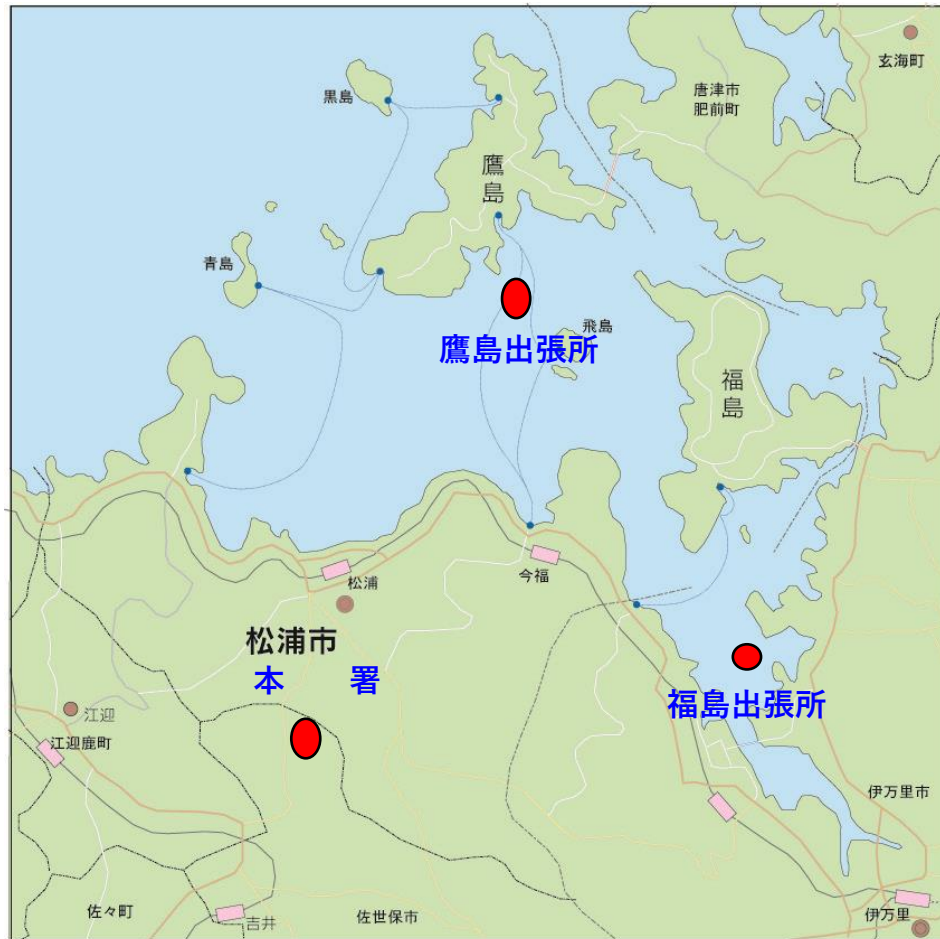 玄海町
唐津市
肥前町
黒島
鷹島
青島
飛島
鷹島出張所
福島
松浦
今福
松浦市
本　署
福島出張所
江迎
江迎鹿町
伊万里市
佐々町
吉井
佐世保市
伊万里